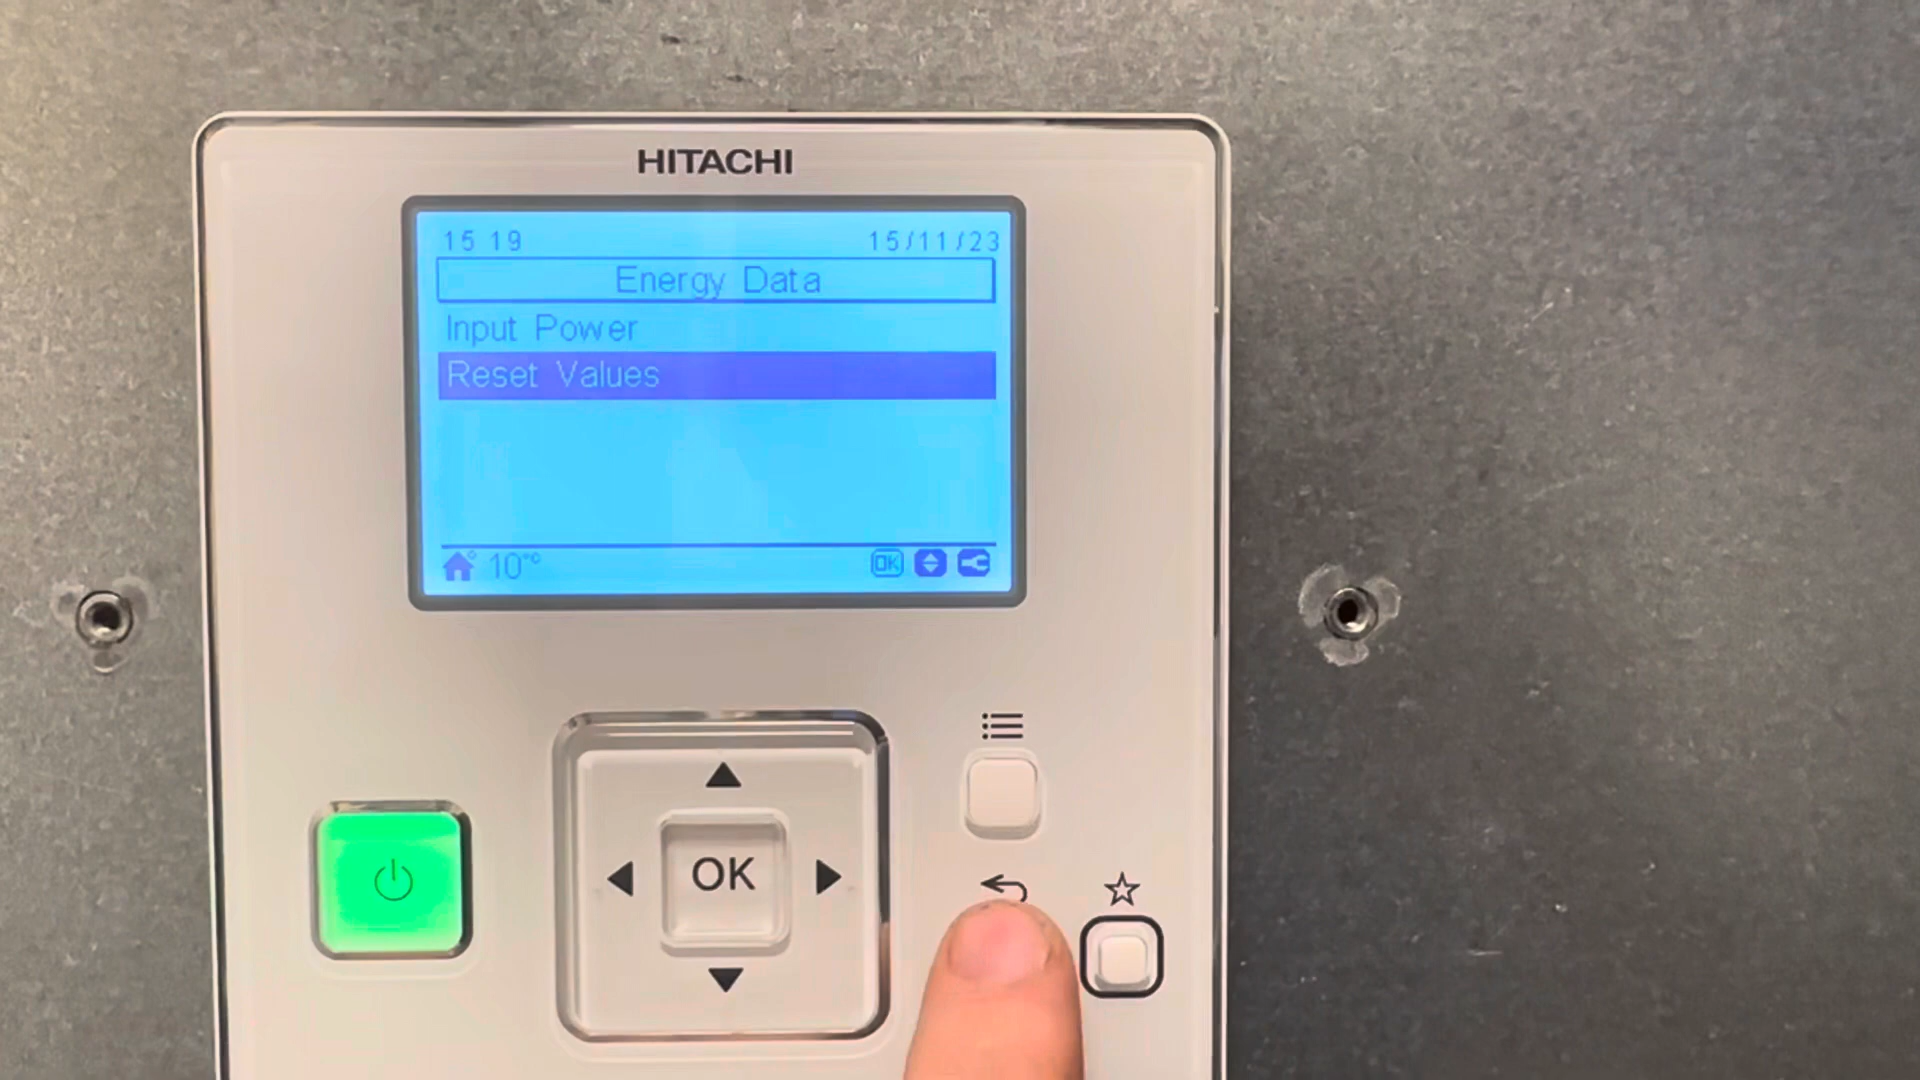 HITACHI
15 19 15/11/23
Energy Data
Input Power
Reset Values
10°C OK
OK